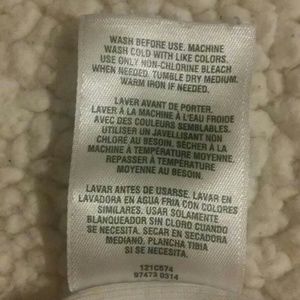 WASH BEFORE USE. MACHINE
WASH COLD WITH LIKE COLORS.
USE ONLY NON-CHLORINE BLEACH
WHEN NEEDED. TUMBLE DRY MEDIUM.
WARM IRON IF NEEDED.
LAVER AVANT DE PORTER.
LAVER À LA MACHINE À L'EAU FROIDE
AVEC DES COULEURS SEMBLABLES.
UTILISER UN JAVELLISANT NON
CHLORÉ AU BESOIN. SÉCHER À LA
MACHINE À TEMPÉRATURE MOYENNE.
REPASSER À TEMPÉRATURE
MOYENNE AU BESOIN.
LAVAR ANTES DE USARSE. LAVAR EN
LAVADORA EN AGUA FRIA CON COLORES
SIMILARES. USAR SOLAMENTE
BLANQUEADOR SIN CLORO CUANDO
SE NECESITA. SECAR EN SECADORA
MEDIANO. PLANCHA TIBIA
SI SE NECESITA.
121C674
97473 0314